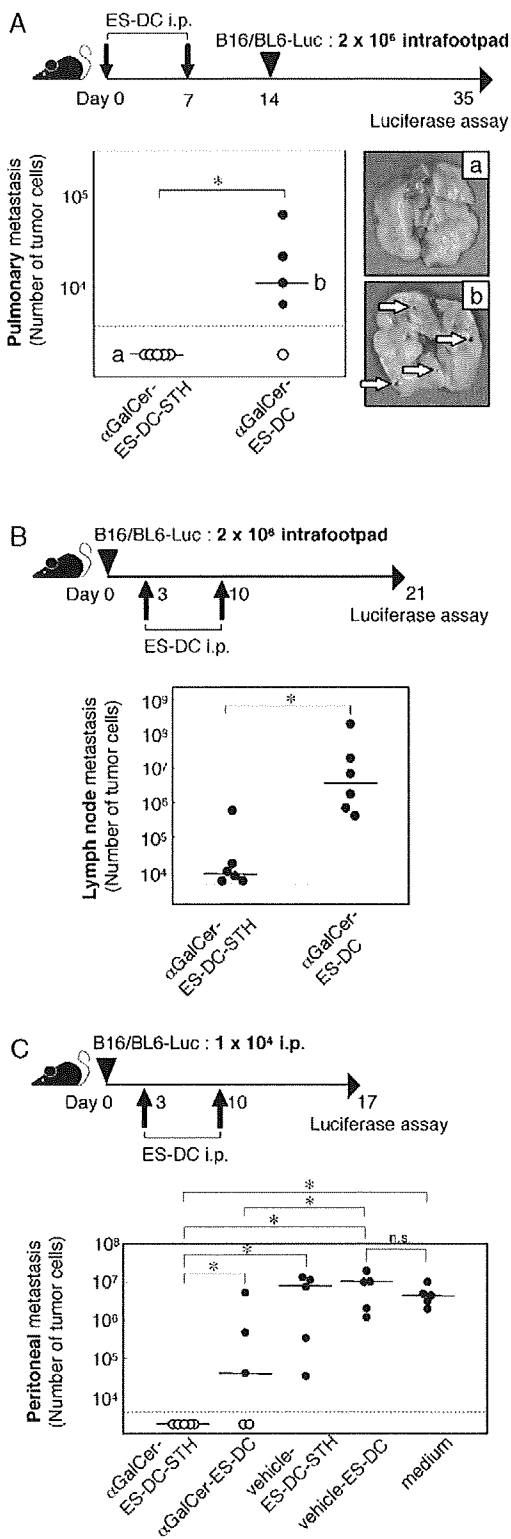 A
ES-DC i.p.
B16/BL6-Luc : 2 x 10⁶ intrafootpad
Day 0
7
14
35
Luciferase assay
Pulmonary metastasis
(Number of tumor cells)
10⁵
10⁴
*
a
b
a
b
αGalCer-
ES-DC-STH
αGalCer-
ES-DC
B
B16/BL6-Luc : 2 x 10⁶ intrafootpad
Day 0
3
10
21
ES-DC i.p.
Luciferase assay
Lymph node metastasis
(Number of tumor cells)
10⁹
10⁸
10⁷
10⁶
10⁵
10⁴
*
αGalCer-
ES-DC-STH
αGalCer-
ES-DC
C
B16/BL6-Luc : 1 x 10⁴ i.p.
Day 0
3
10
17
ES-DC i.p.
Luciferase assay
Peritoneal metastasis
(Number of tumor cells)
10⁸
10⁷
10⁶
10⁵
10⁴
*
*
*
*
*
n.s.
αGalCer-
ES-DC-STH
αGalCer-ES-DC
vehicle-
ES-DC-STH
vehicle-ES-DC
medium